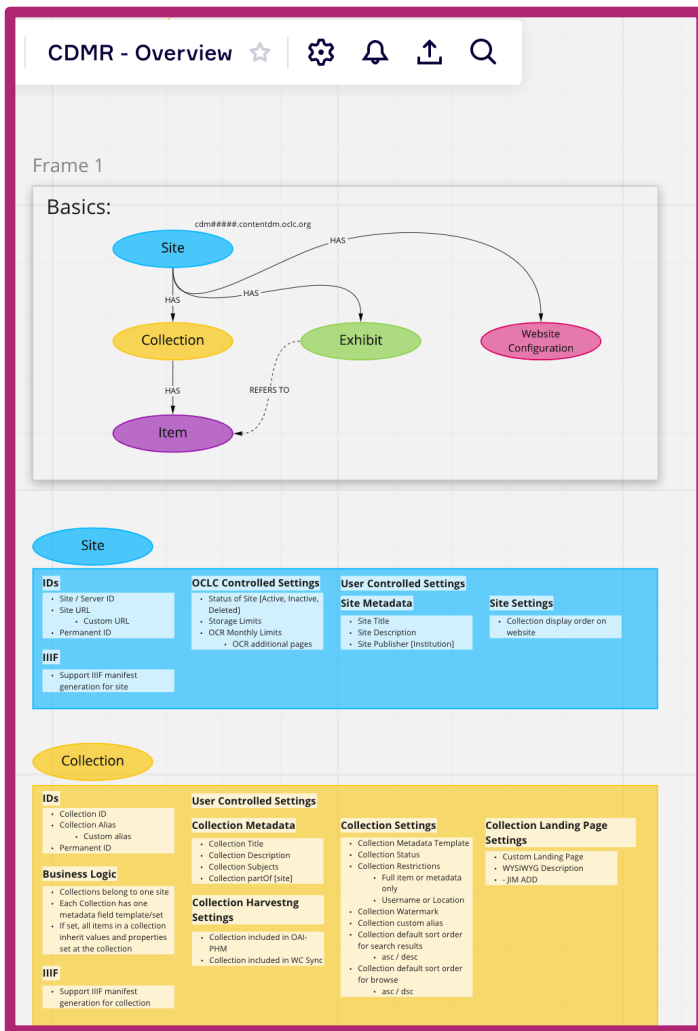 CDMR - Overview
Frame 1
Basics:
cdm#####.contentdm.oclc.org
Site
HAS
HAS
HAS
Collection
Exhibit
Website
Configuration
HAS
REFERS TO
Item
Site
IDs
• Site / Server ID
• Site URL
• Custom URL
• Permanent ID
IIIF
• Support IIIF manifest
generation for site
OCLC Controlled Settings
• Status of Site [Active, Inactive,
Deleted]
• Storage Limits
• OCR Monthly Limits
• OCR additional pages
User Controlled Settings
Site Metadata
• Site Title
• Site Description
• Site Publisher [Institution]
Site Settings
• Collection display order on
website
Collection
IDs
• Collection ID
• Collection Alias
• Custom alias
• Permanent ID
Business Logic
• Collections belong to one site
• Each Collection has one
metadata field template/set
• If set, all items in a collection
inherit values and properties
set at the collection
IIIF
• Support IIIF manifest
generation for collection
User Controlled Settings
Collection Metadata
• Collection Title
• Collection Description
• Collection Subjects
• Collection partOf [site]
Collection Harvestng
Settings
• Collection included in OAI-
PHM
• Collection included in WC Sync
Collection Settings
• Collection Metadata Template
• Collection Status
• Collection Restrictions
• Full item or metadata
only
• Username or Location
• Collection Watermark
• Collection custom alias
• Collection default sort order
for search results
• asc / desc
• Collection default sort order
for browse
• asc / dsc
Collection Landing Page
Settings
• Custom Landing Page
• WYSIWYG Description
• - JIM ADD